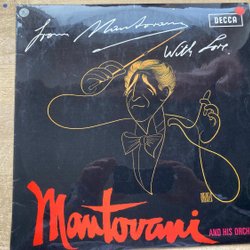 From Mantovani
With Love.
DECCA
Mantovani
AND HIS ORCH